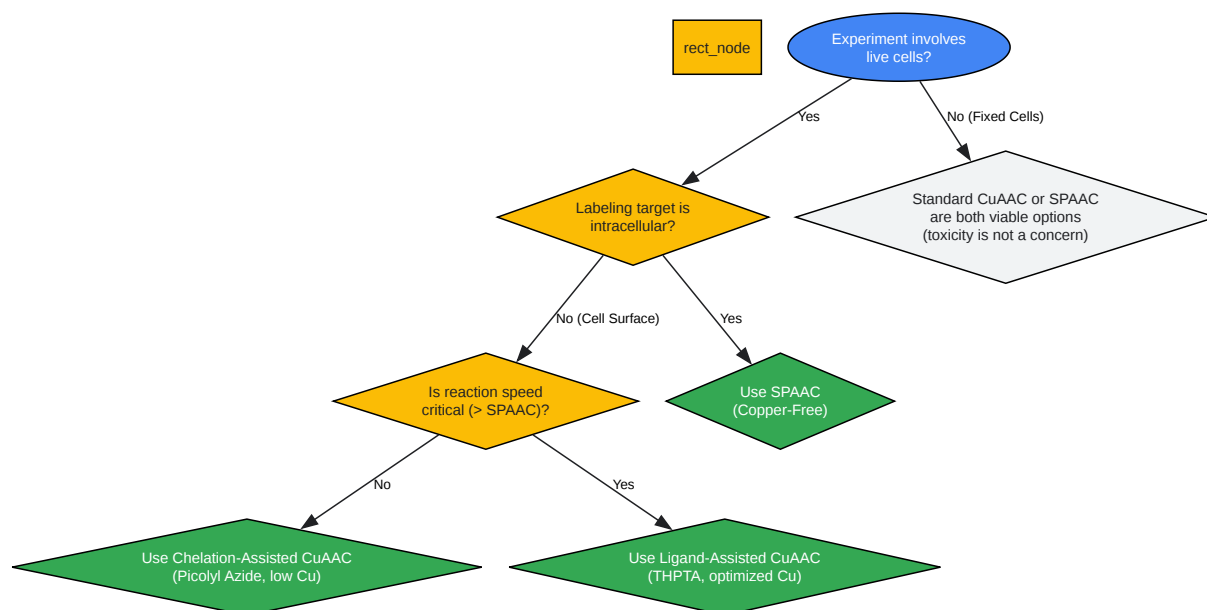 rect_node
Experiment involves
live cells?
Yes
No (Fixed Cells)
Labeling target is
intracellular?
Standard CuAAC or SPAAC
are both viable options
(toxicity is not a concern)
No (Cell Surface)
Yes
Is reaction speed
critical (> SPAAC)?
Use SPAAC
(Copper-Free)
No
Yes
Use Chelation-Assisted CuAAC
(Picolyl Azide, low Cu)
Use Ligand-Assisted CuAAC
(THPTA, optimized Cu)